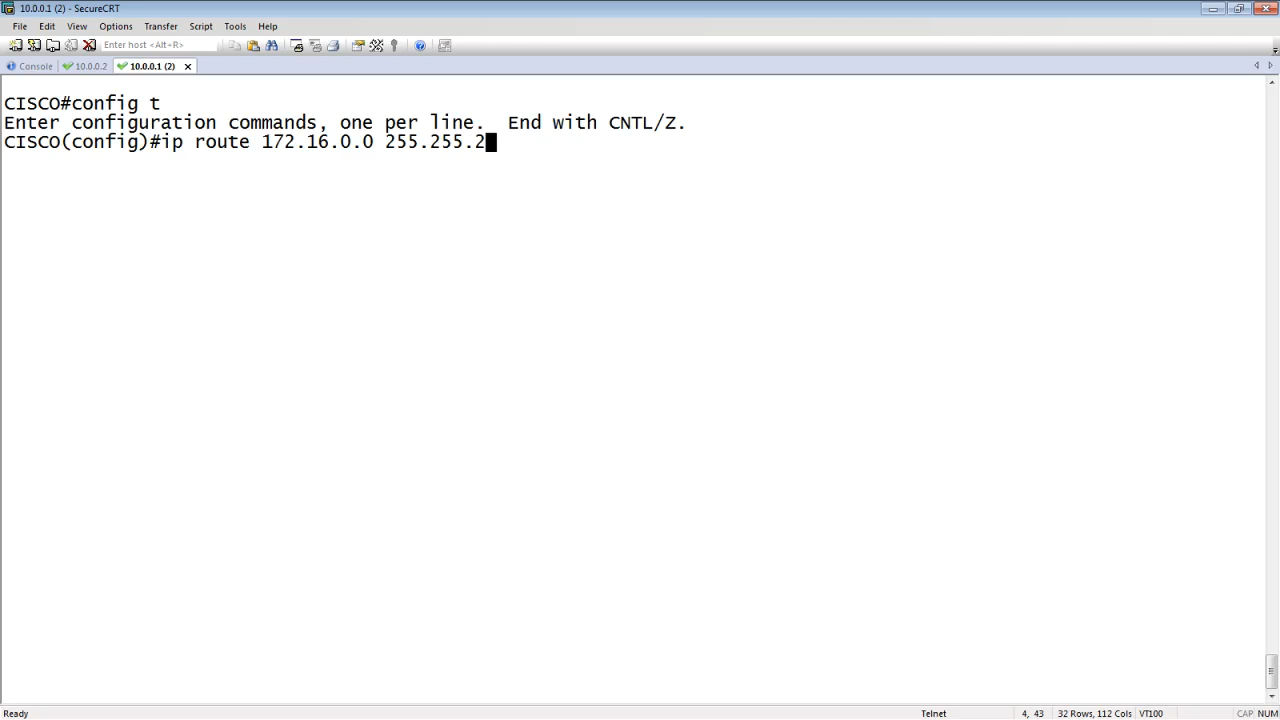 10.0.0.1 (2) - SecureCRT
File Edit View Options Transfer Script Tools Help
Enter host <Alt+R>
Console 10.0.0.2 10.0.0.1 (2)
CISCO#config t
Enter configuration commands, one per line.  End with CNTL/Z.
CISCO(config)#ip route 172.16.0.0 255.255.2
Ready Telnet 4, 43 32 Rows, 112 Cols VT100 CAP NUM